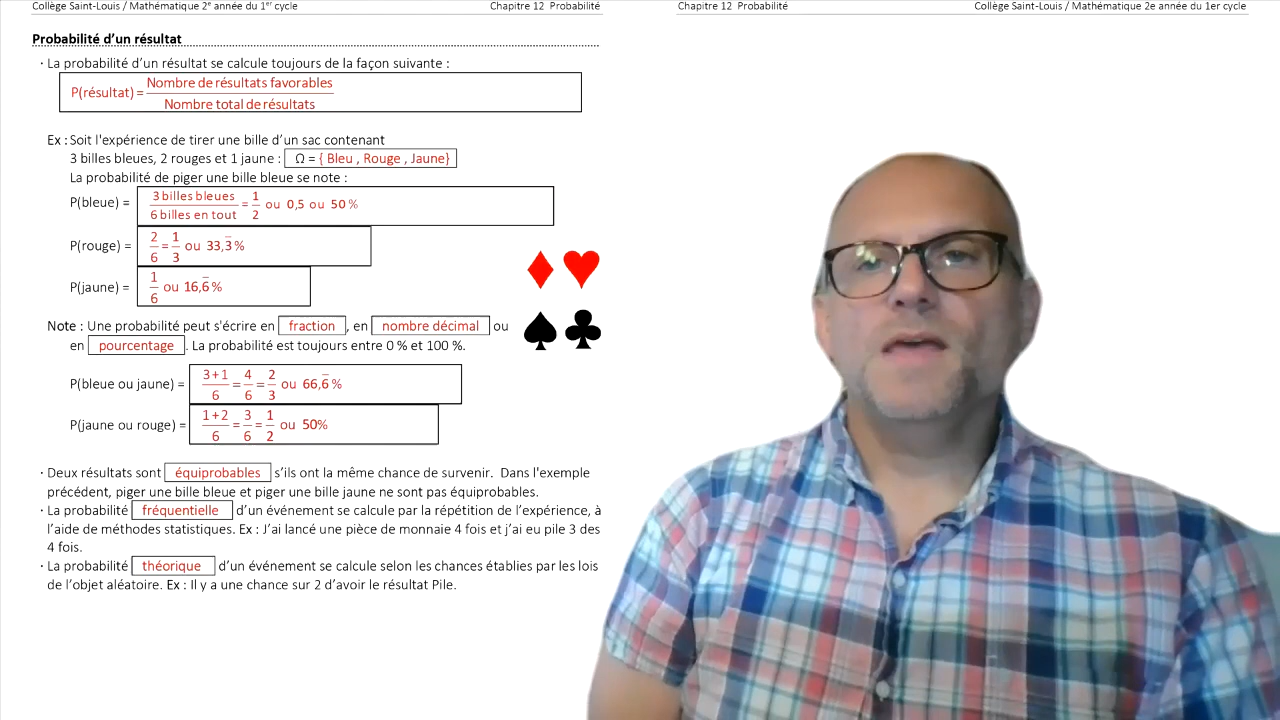 Collège Saint-Louis / Mathématique 2e année du 1er cycle Chapitre 12 Probabilité
Probabilité d'un résultat
· La probabilité d'un résultat se calcule toujours de la façon suivante :
P(résultat) = Nombre de résultats favorables / Nombre total de résultats
Ex : Soit l'expérience de tirer une bille d'un sac contenant
3 billes bleues, 2 rouges et 1 jaune : Ω = { Bleu , Rouge , Jaune}
La probabilité de piger une bille bleue se note :
P(bleue) = 3 billes bleues / 6 billes en tout = 1/2 ou 0,5 ou 50 %
P(rouge) = 2/6 = 1/3 ou 33,3̅ %
P(jaune) = 1/6 ou 16,6̅ %
Note : Une probabilité peut s'écrire en fraction , en nombre décimal ou
en pourcentage . La probabilité est toujours entre 0 % et 100 %.
P(bleue ou jaune) = 3+1/6 = 4/6 = 2/3 ou 66,6̅ %
P(jaune ou rouge) = 1+2/6 = 3/6 = 1/2 ou 50%
· Deux résultats sont équiprobables s'ils ont la même chance de survenir. Dans l'exemple
précédent, piger une bille bleue et piger une bille jaune ne sont pas équiprobables.
· La probabilité fréquentielle d'un événement se calcule par la répétition de l'expérience, à
l'aide de méthodes statistiques. Ex : J'ai lancé une pièce de monnaie 4 fois et j'ai eu pile 3 des
4 fois.
· La probabilité théorique d'un événement se calcule selon les chances établies par les lois
de l'objet aléatoire. Ex : Il y a une chance sur 2 d'avoir le résultat Pile.
Chapitre 12 Probabilité Collège Saint-Louis / Mathématique 2e année du 1er cycle